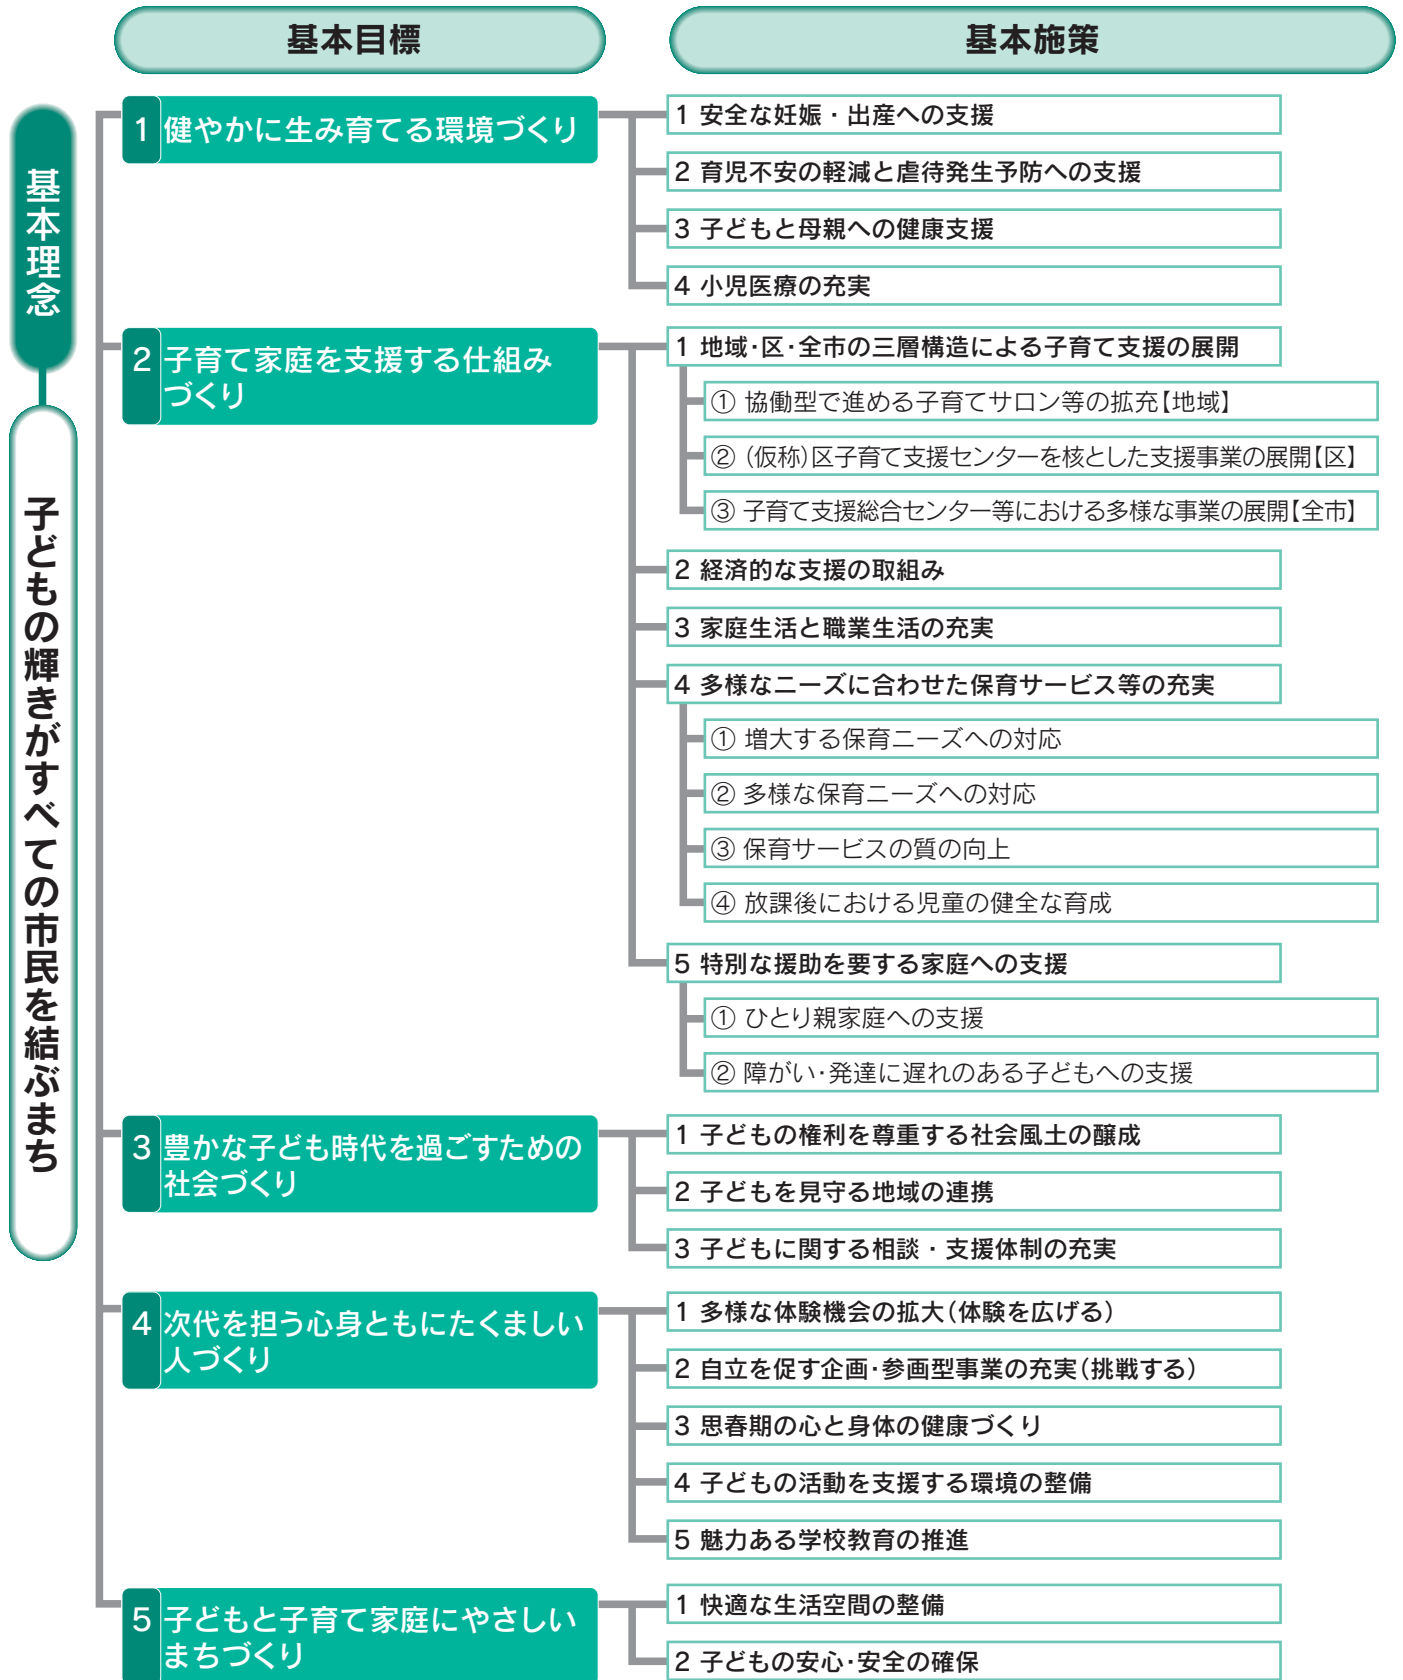 基本目標
基本施策
基本理念
子どもの輝きがすべての市民を結ぶまち
1 健やかに生み育てる環境づくり
1 安全な妊娠・出産への支援
2 育児不安の軽減と虐待発生予防への支援
3 子どもと母親への健康支援
4 小児医療の充実
2 子育て家庭を支援する仕組み
づくり
1 地域・区・全市の三層構造による子育て支援の展開
① 協働型で進める子育てサロン等の拡充【地域】
② （仮称）区子育て支援センターを核とした支援事業の展開【区】
③ 子育て支援総合センター等における多様な事業の展開【全市】
2 経済的な支援の取組み
3 家庭生活と職業生活の充実
4 多様なニーズに合わせた保育サービス等の充実
① 増大する保育ニーズへの対応
② 多様な保育ニーズへの対応
③ 保育サービスの質の向上
④ 放課後における児童の健全な育成
5 特別な援助を要する家庭への支援
① ひとり親家庭への支援
② 障がい・発達に遅れのある子どもへの支援
3 豊かな子ども時代を過ごすための
社会づくり
1 子どもの権利を尊重する社会風土の醸成
2 子どもを見守る地域の連携
3 子どもに関する相談・支援体制の充実
4 次代を担う心身ともにたくましい
人づくり
1 多様な体験機会の拡大（体験を広げる）
2 自立を促す企画・参画型事業の充実（挑戦する）
3 思春期の心と身体の健康づくり
4 子どもの活動を支援する環境の整備
5 魅力ある学校教育の推進
5 子どもと子育て家庭にやさしい
まちづくり
1 快適な生活空間の整備
2 子どもの安心・安全の確保